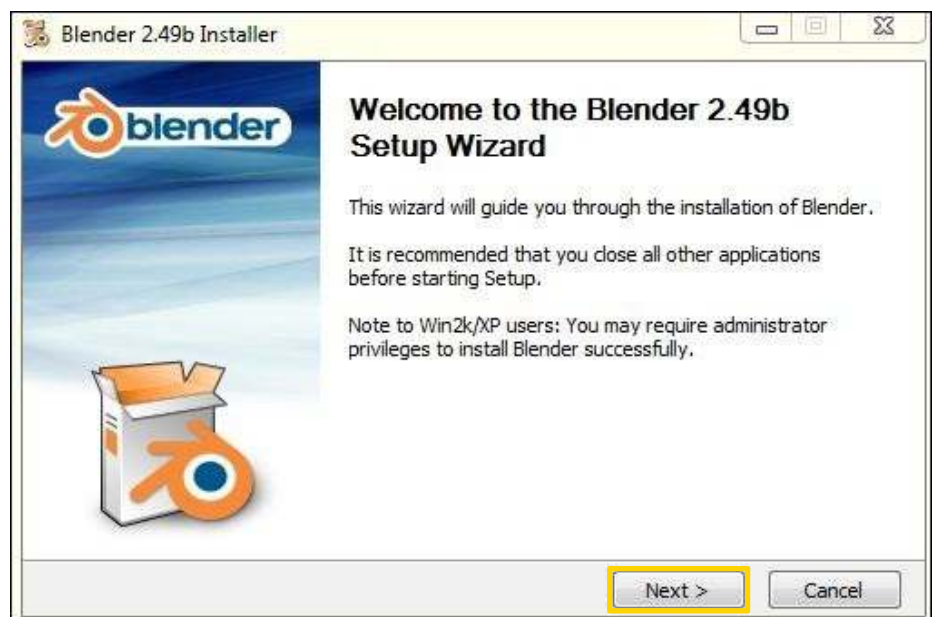 Blender 2.49b Installer
blender
Welcome to the Blender 2.49b
Setup Wizard
This wizard will guide you through the installation of Blender.
It is recommended that you close all other applications
before starting Setup.
Note to Win2k/XP users: You may require administrator
privileges to install Blender successfully.
Next >
Cancel